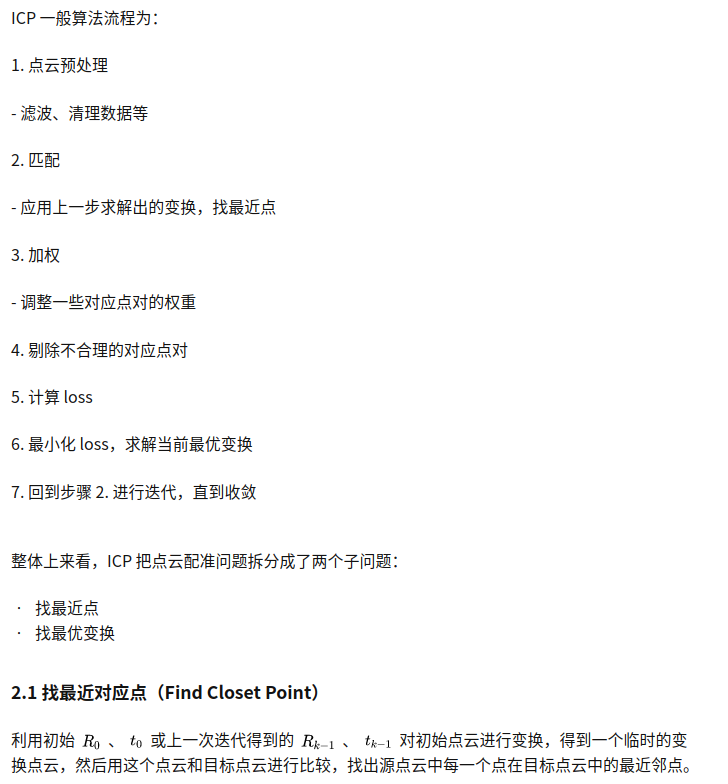 ICP 一般算法流程为：
1. 点云预处理
- 滤波、清理数据等
2. 匹配
- 应用上一步求解出的变换，找最近点
3. 加权
- 调整一些对应点对的权重
4. 剔除不合理的对应点对
5. 计算 loss
6. 最小化 loss，求解当前最优变换
7. 回到步骤 2. 进行迭代，直到收敛
整体上来看，ICP 把点云配准问题拆分成了两个子问题：
· 找最近点
· 找最优变换
2.1 找最近对应点（Find Closet Point）
利用初始 R₀ 、 t₀ 或上一次迭代得到的 Rₖ₋₁ 、 tₖ₋₁ 对初始点云进行变换，得到一个临时的变
换点云，然后用这个点云和目标点云进行比较，找出源点云中每一个点在目标点云中的最近邻点。